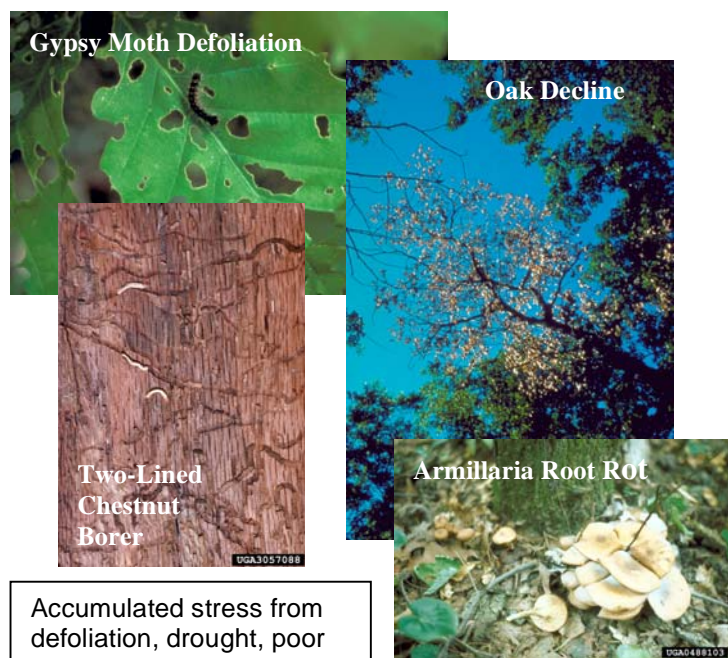 Gypsy Moth Defoliation
Oak Decline
Two-Lined
Chestnut
Borer
UGA3057088
Armillaria Root Rot
UGA0488103
Accumulated stress from
defoliation, drought, poor